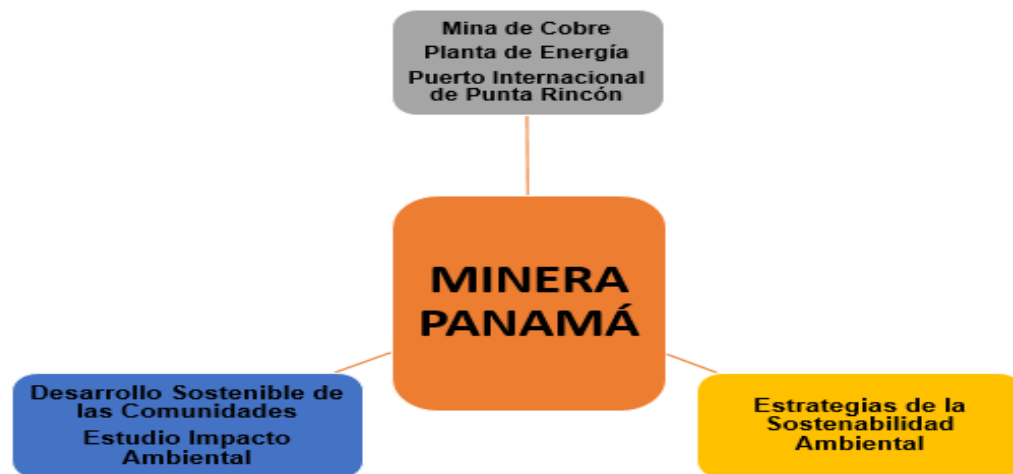 Mina de Cobre
Planta de Energía
Puerto Internacional
de Punta Rincón
MINERA
PANAMÁ
Desarrollo Sostenible de
las Comunidades
Estudio Impacto
Ambiental
Estrategias de la
Sostenabilidad
Ambiental